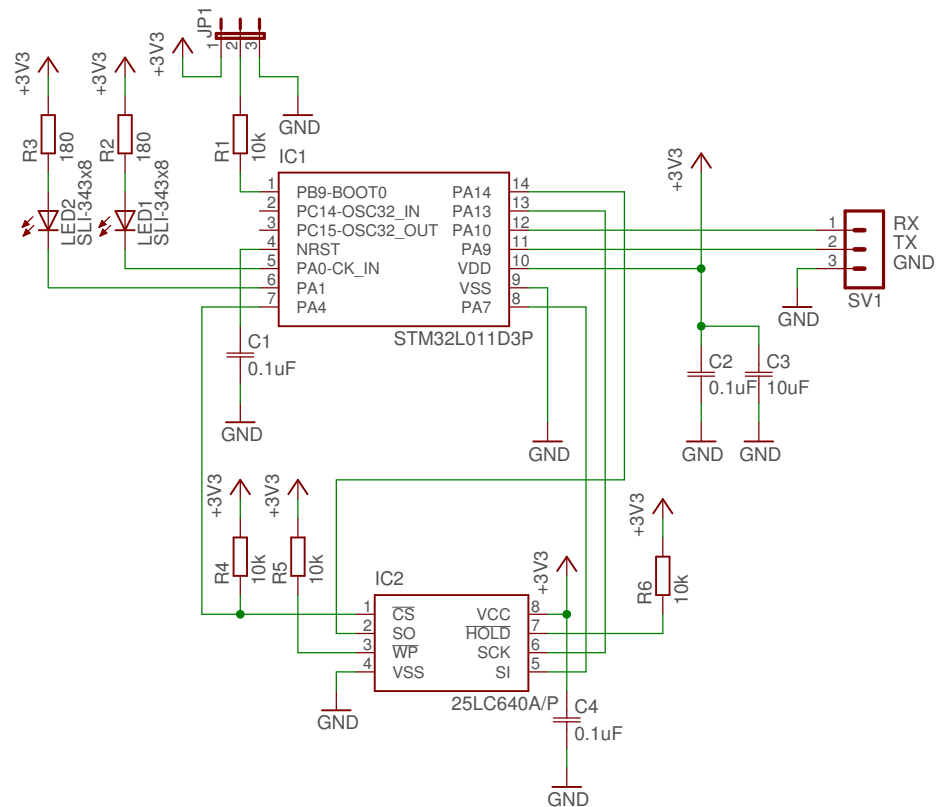 JP1
1
2
3
+3V3
+3V3
+3V3
GND
R3
180
R2
180
R1
10k
LED2
SLI-343x8
LED1
SLI-343x8
IC1
1 PB9-BOOT0
2 PC14-OSC32_IN
3 PC15-OSC32_OUT
4 NRST
5 PA0-CK_IN
6 PA1
7 PA4
PA14 14
PA13 13
PA10 12
PA9 11
VDD 10
VSS 9
PA7 8
STM32L011D3P
+3V3
1 RX
2 TX
3 GND
SV1
GND
C1
0.1uF
GND
C2
0.1uF
C3
10uF
GND
GND
GND
+3V3
+3V3
+3V3
+3V3
R4
10k
R5
10k
R6
10k
IC2
1 CS
2 SO
3 WP
4 VSS
VCC 8
HOLD 7
SCK 6
SI 5
25LC640A/P
GND
C4
0.1uF
GND